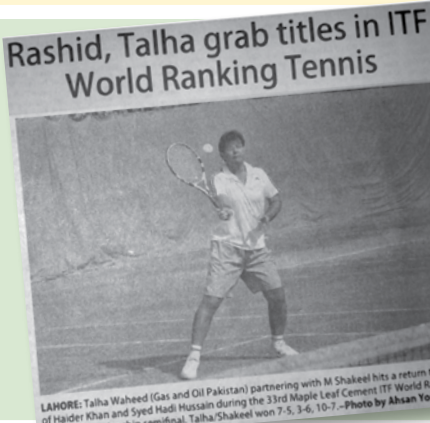 Rashid, Talha grab titles in ITF
World Ranking Tennis
LAHORE: Talha Waheed (Gas and Oil Pakistan) partnering with M Shakeel hits a return
of Haider Khan and Syed Hadi Hussain during the 33rd Maple Leaf Cement ITF World
semifinal. Talha/Shakeel won 7-5, 3-6, 10-7.–Photo by Ahsan